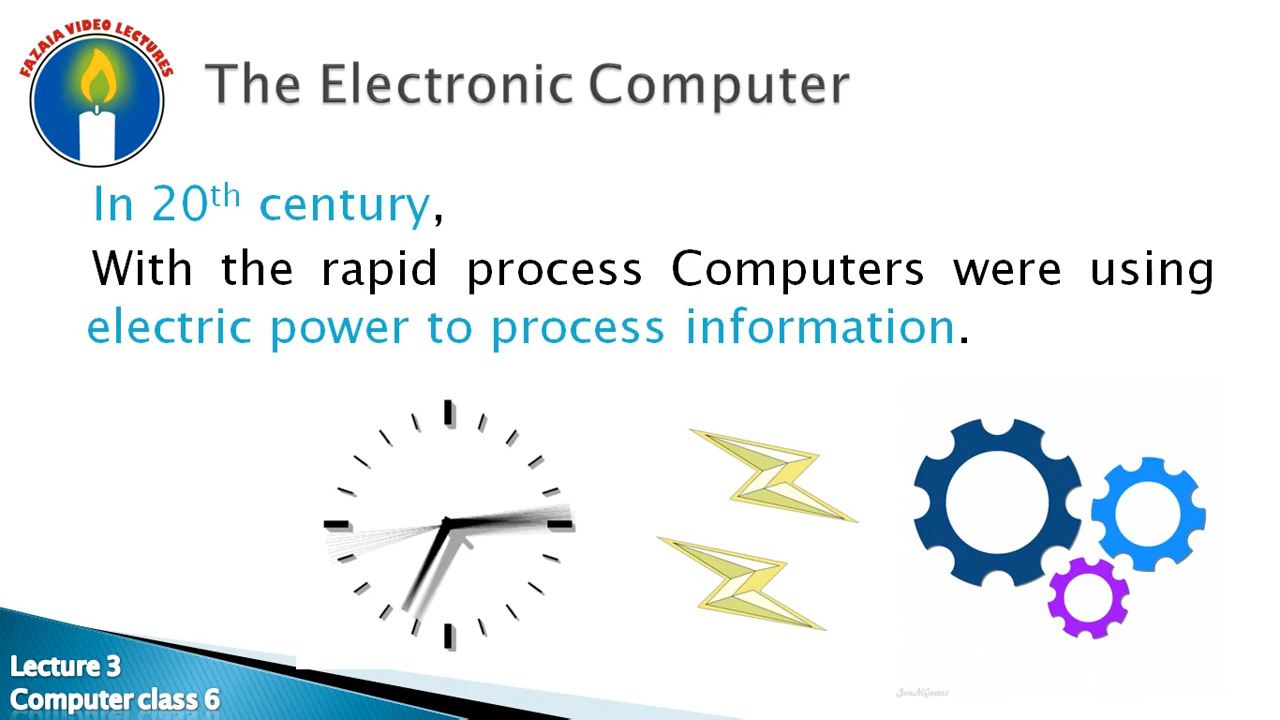 FAZAIA VIDEO LECTURES
The Electronic Computer
In 20th century,
With the rapid process Computers were using
electric power to process information.
JonMGomes
Lecture 3
Computer class 6